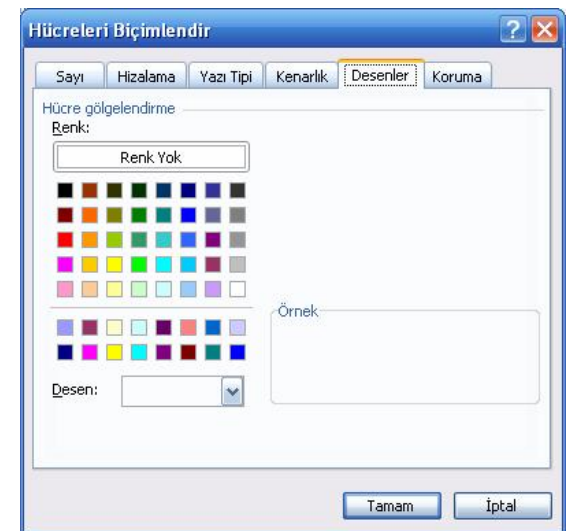 Hücreleri Biçimlendir
Sayı Hizalama Yazı Tipi Kenarlık Desenler Koruma
Hücre gölgelendirme
Renk:
Renk Yok
Örnek
Desen:
Tamam İptal